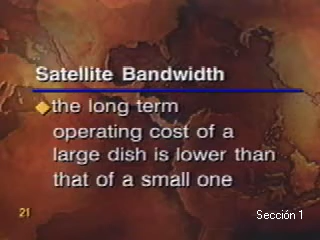 Satellite Bandwidth
the long term
operating cost of a
large dish is lower than
that of a small one
21
Sección 1